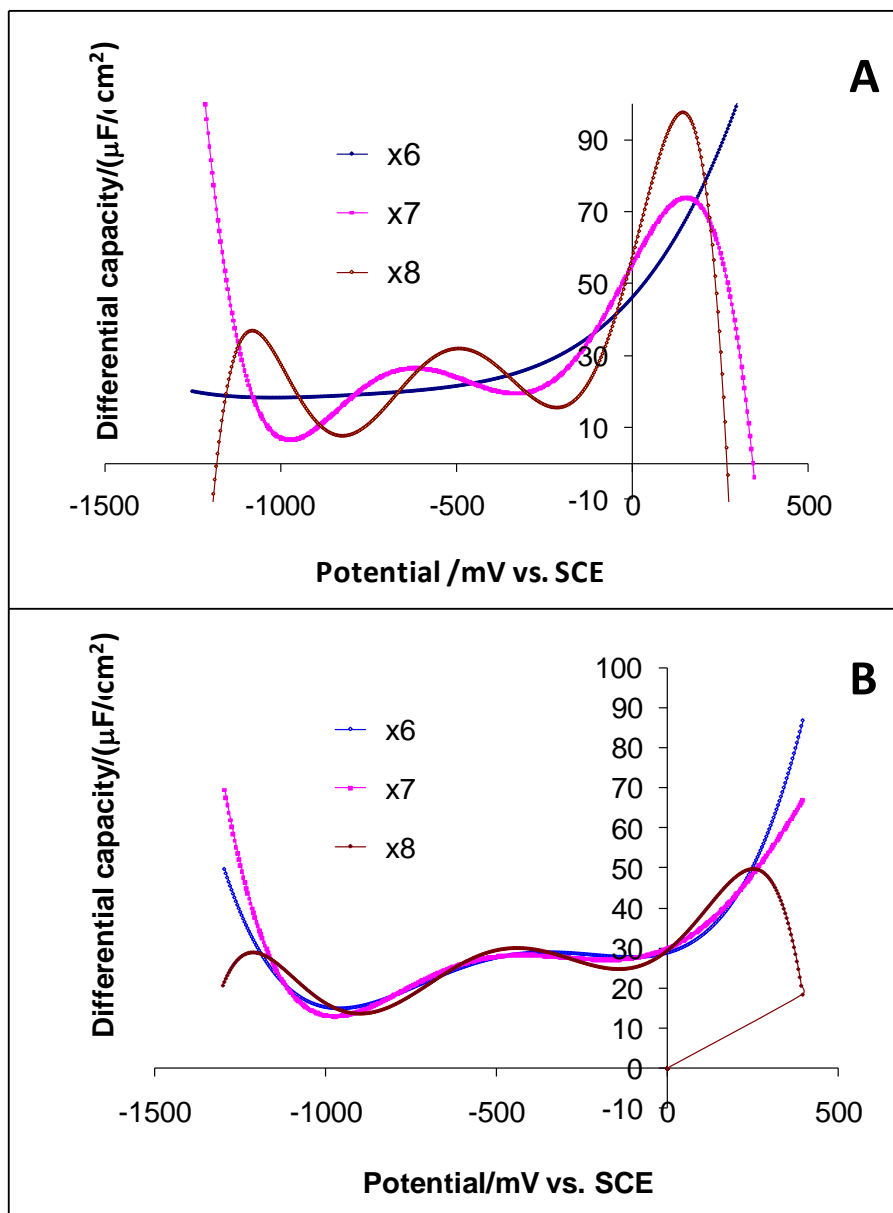 A
Differential capacity/(μF/cm²)
x6
x7
x8
90
70
50
30
10
-10
-1500
-1000
-500
0
500
Potential /mV vs. SCE
B
Differential capacity/(μF/cm²)
x6
x7
x8
100
90
80
70
60
50
40
30
20
10
0
-10
-1500
-1000
-500
0
500
Potential/mV vs. SCE